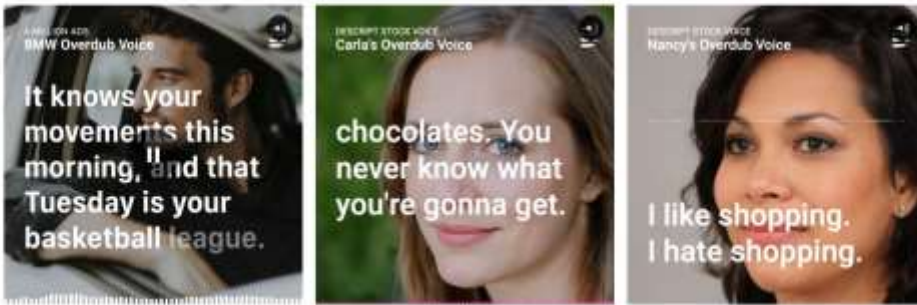 A MILLION ADS
BMW Overdub Voice
It knows your
movements this
morning, and that
Tuesday is your
basketball league.
DESCRIPT STOCK VOICE
Carla's Overdub Voice
chocolates. You
never know what
you're gonna get.
DESCRIPT STOCK VOICE
Nancy's Overdub Voice
I like shopping.
I hate shopping.